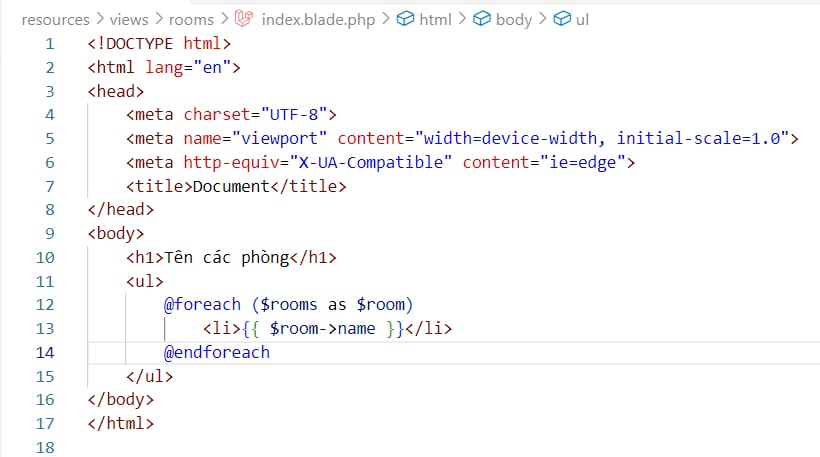 resources > views > rooms > index.blade.php > html > body > ul
1 <!DOCTYPE html>
2 <html lang="en">
3 <head>
4     <meta charset="UTF-8">
5     <meta name="viewport" content="width=device-width, initial-scale=1.0">
6     <meta http-equiv="X-UA-Compatible" content="ie=edge">
7     <title>Document</title>
8 </head>
9 <body>
10     <h1>Tên các phòng</h1>
11     <ul>
12         @foreach ($rooms as $room)
13             <li>{{ $room->name }}</li>
14         @endforeach
15     </ul>
16 </body>
17 </html>
18